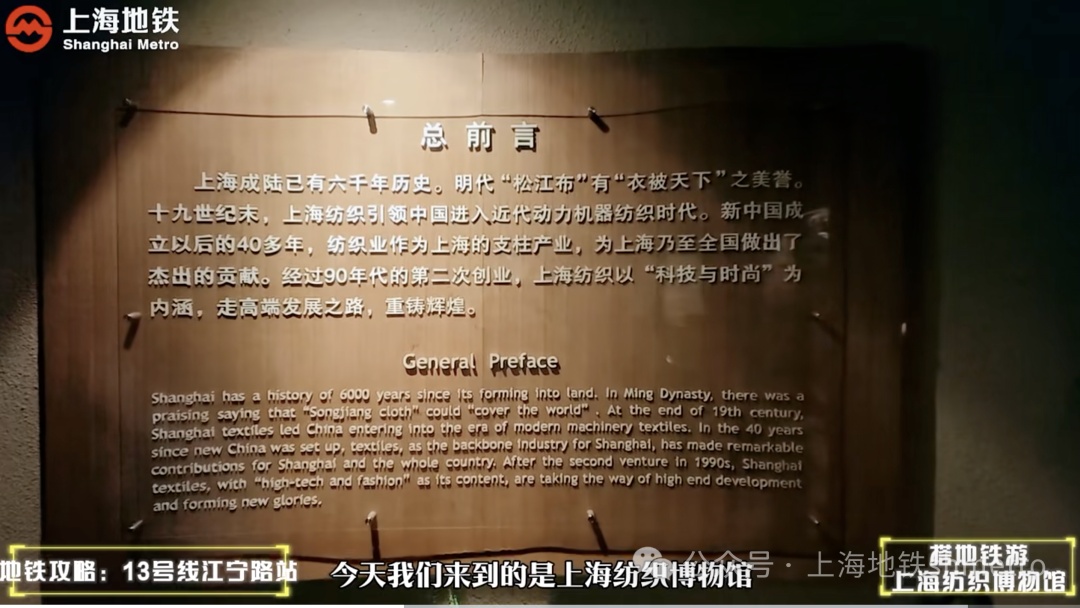 上海地铁
Shanghai Metro
总前言
上海成陆已有六千年历史。明代“松江布”有“衣被天下”之美誉。
十九世纪末，上海纺织引领中国进入近代动力机器纺织时代。新中国成
立以后的40多年，纺织业作为上海的支柱产业，为上海乃至全国做出了
杰出的贡献。经过90年代的第二次创业，上海纺织以“科技与时尚”为
内涵，走高端发展之路，重铸辉煌。
General Preface
Shanghai has a history of 6000 years since its forming into land. In Ming Dynasty, there was a
praising saying that "Songjiang cloth" could "cover the world" . At the end of 19th century,
Shanghai textiles led China entering into the era of modern machinery textiles. In the 40 years
since new China was set up, textiles, as the backbone industry for Shanghai, has made remarkable
contributions for Shanghai and the whole country. After the second venture in 1990s, Shanghai
textiles, with "high-tech and fashion" as its content, are taking the way of high end development
and forming new glories.
地铁攻略：13号线江宁路站
今天我们来到的是上海纺织博物馆
公众号 · 上海地铁
搭地铁游
上海纺织博物馆